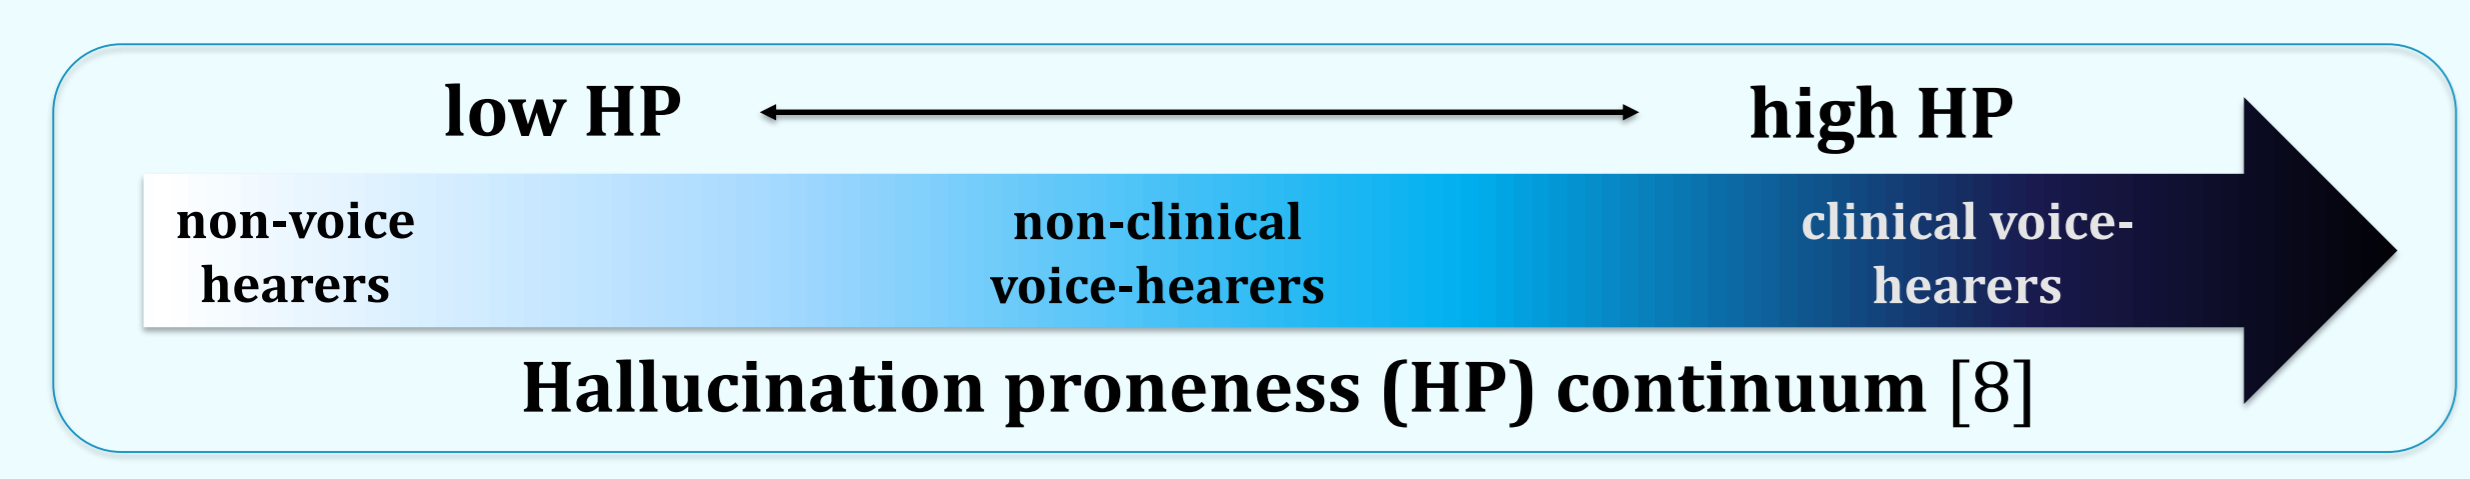 low HP
high HP
non-voice
hearers
non-clinical
voice-hearers
clinical voice-
hearers
Hallucination proneness (HP) continuum [8]